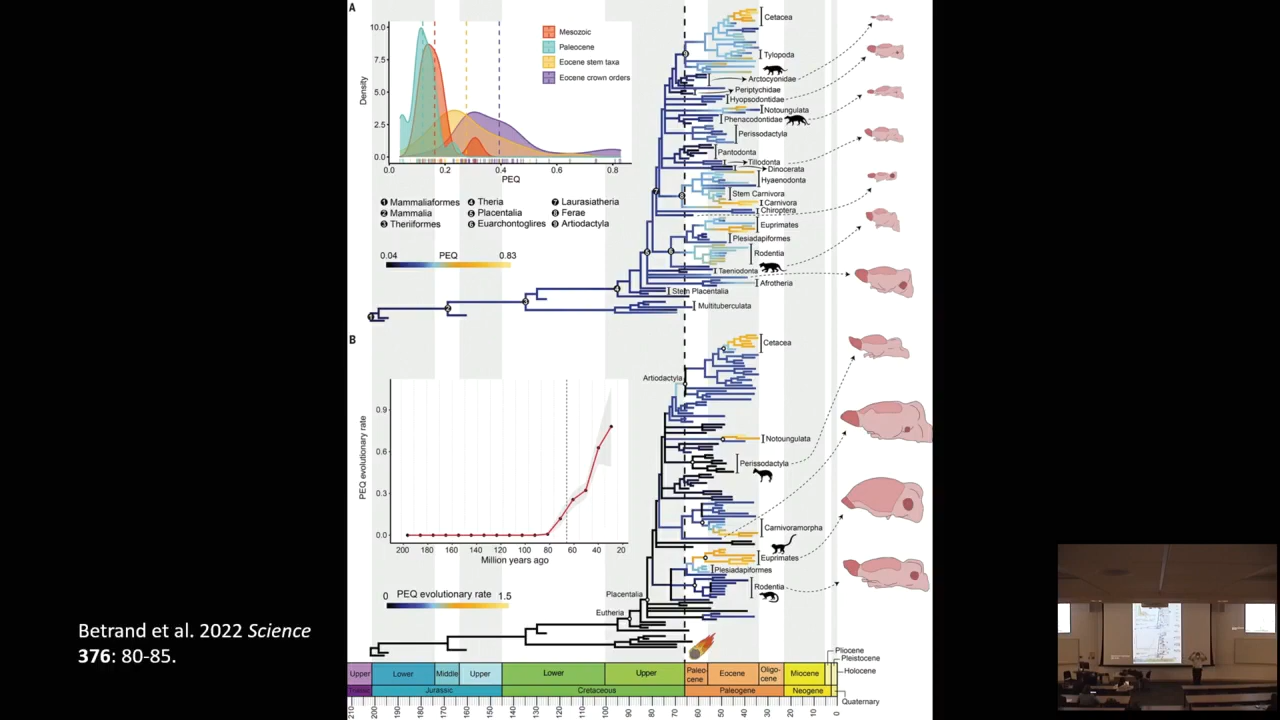 A
10.0
7.5
5.0
2.5
0.0
Density
0.0 0.2 0.4 0.6 0.8
PEQ
Mesozoic
Paleocene
Eocene stem taxa
Eocene crown orders
1 Mammaliaformes
2 Mammalia
3 Theriiformes
4 Theria
5 Placentalia
6 Euarchontoglires
7 Laurasiatheria
8 Ferae
9 Artiodactyla
0.04 PEQ 0.83
Cetacea
Tylopoda
Arctocyonidae
Periptychidae
Hyopsodontidae
Notoungulata
Phenacodontidae
Perissodactyla
Pantodonta
Tillodonta
Dinocerata
Hyaenodonta
Stem Carnivora
Carnivora
Chiroptera
Euprimates
Plesiadapiformes
Rodentia
Taeniodonta
Afrotheria
Stem Placentalia
Multituberculata
B
0.9
0.6
0.3
0.0
PEQ evolutionary rate
200 180 160 140 120 100 80 60 40 20
Million years ago
0 PEQ evolutionary rate 1.5
Cetacea
Artiodactyla
Notoungulata
Perissodactyla
Carnivoramorpha
Euprimates
Plesiadapiformes
Rodentia
Placentalia
Eutheria
Betrand et al. 2022 Science
376: 80-85.
Pliocene
Pleistocene
Holocene
Quaternary
Upper Lower Middle Upper Lower Upper Paleo-cene Eocene Oligo-cene Miocene
Jurassic Cretaceous Paleogene Neogene
210 200 190 180 170 160 150 140 130 120 110 100 90 80 70 60 50 40 30 20 10 0